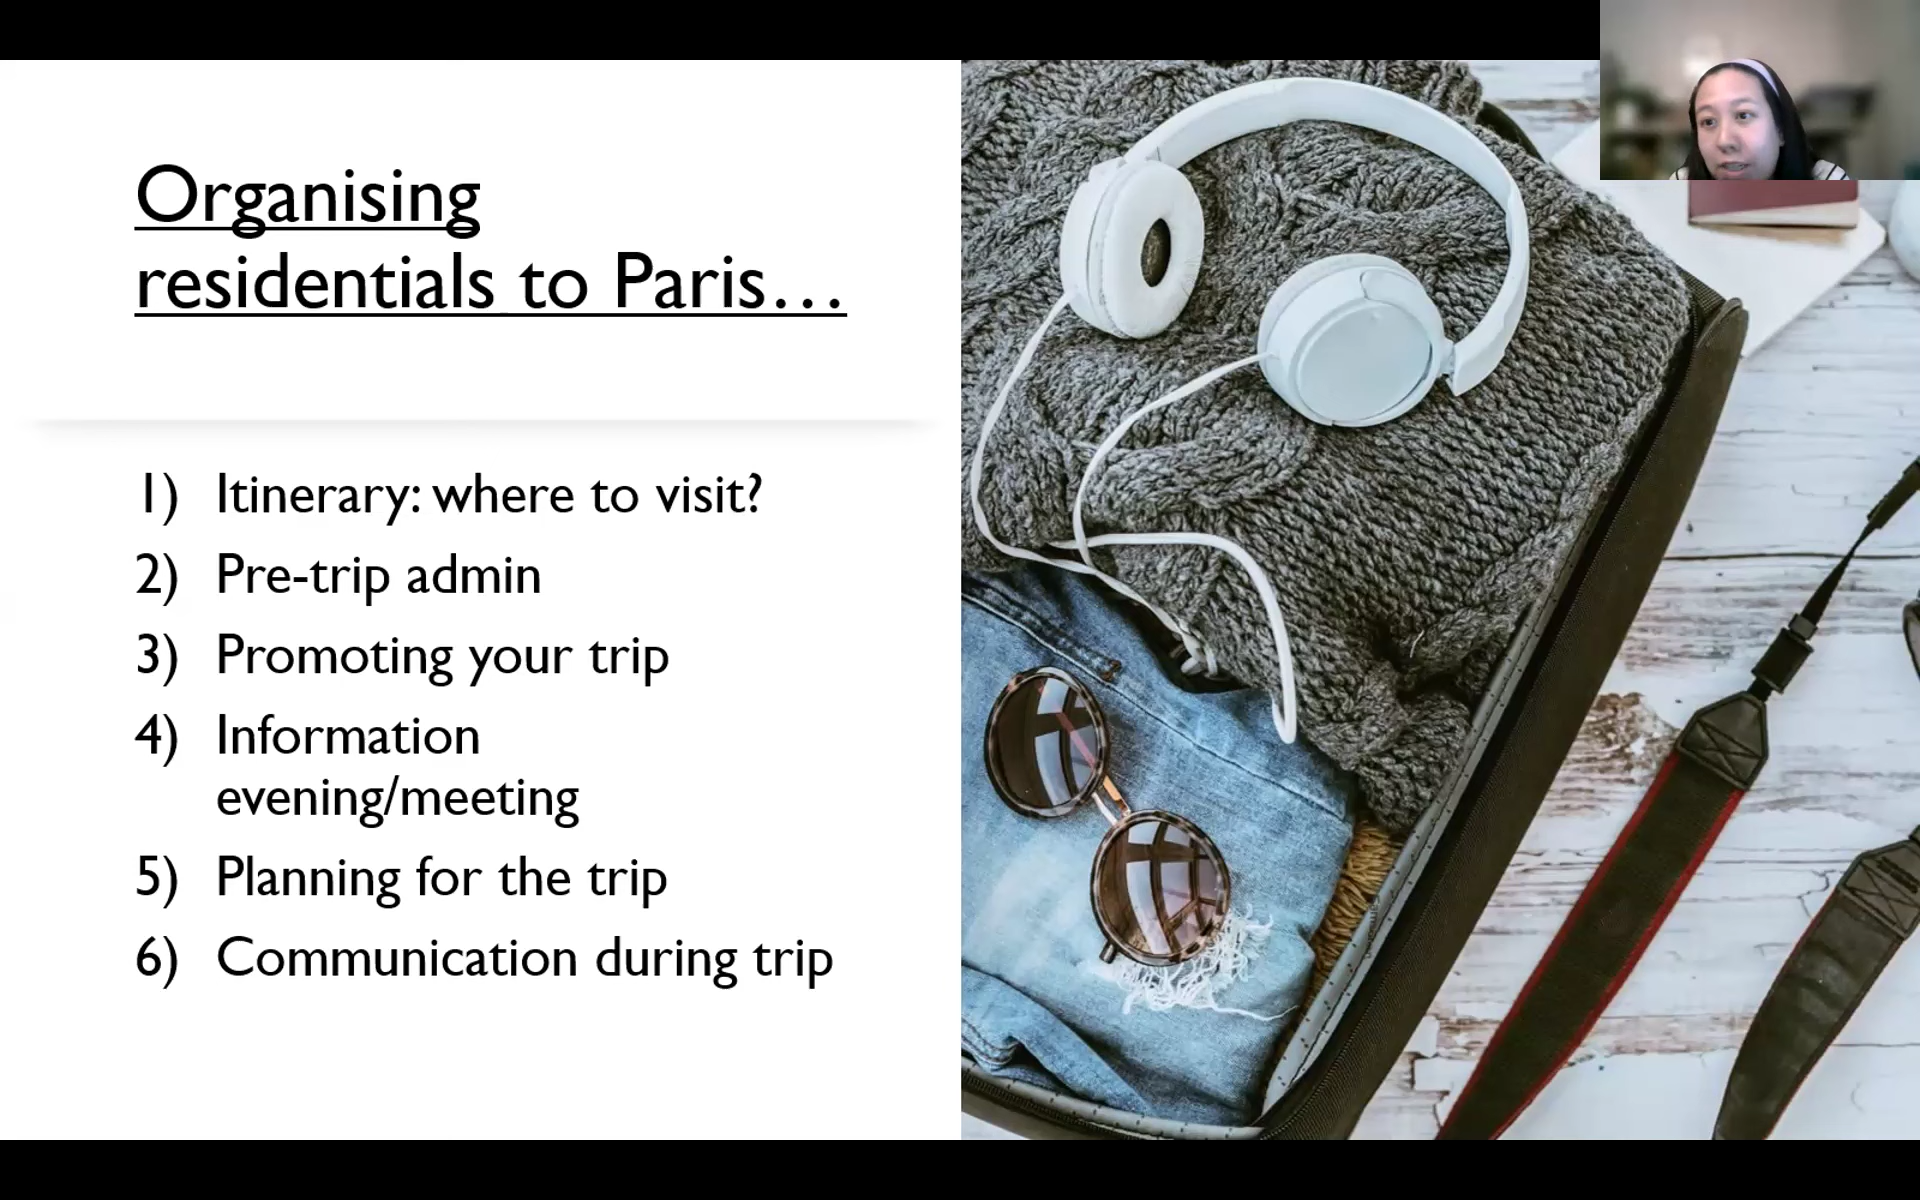 Organising
residentials to Paris…
1) Itinerary: where to visit?
2) Pre-trip admin
3) Promoting your trip
4) Information
evening/meeting
5) Planning for the trip
6) Communication during trip